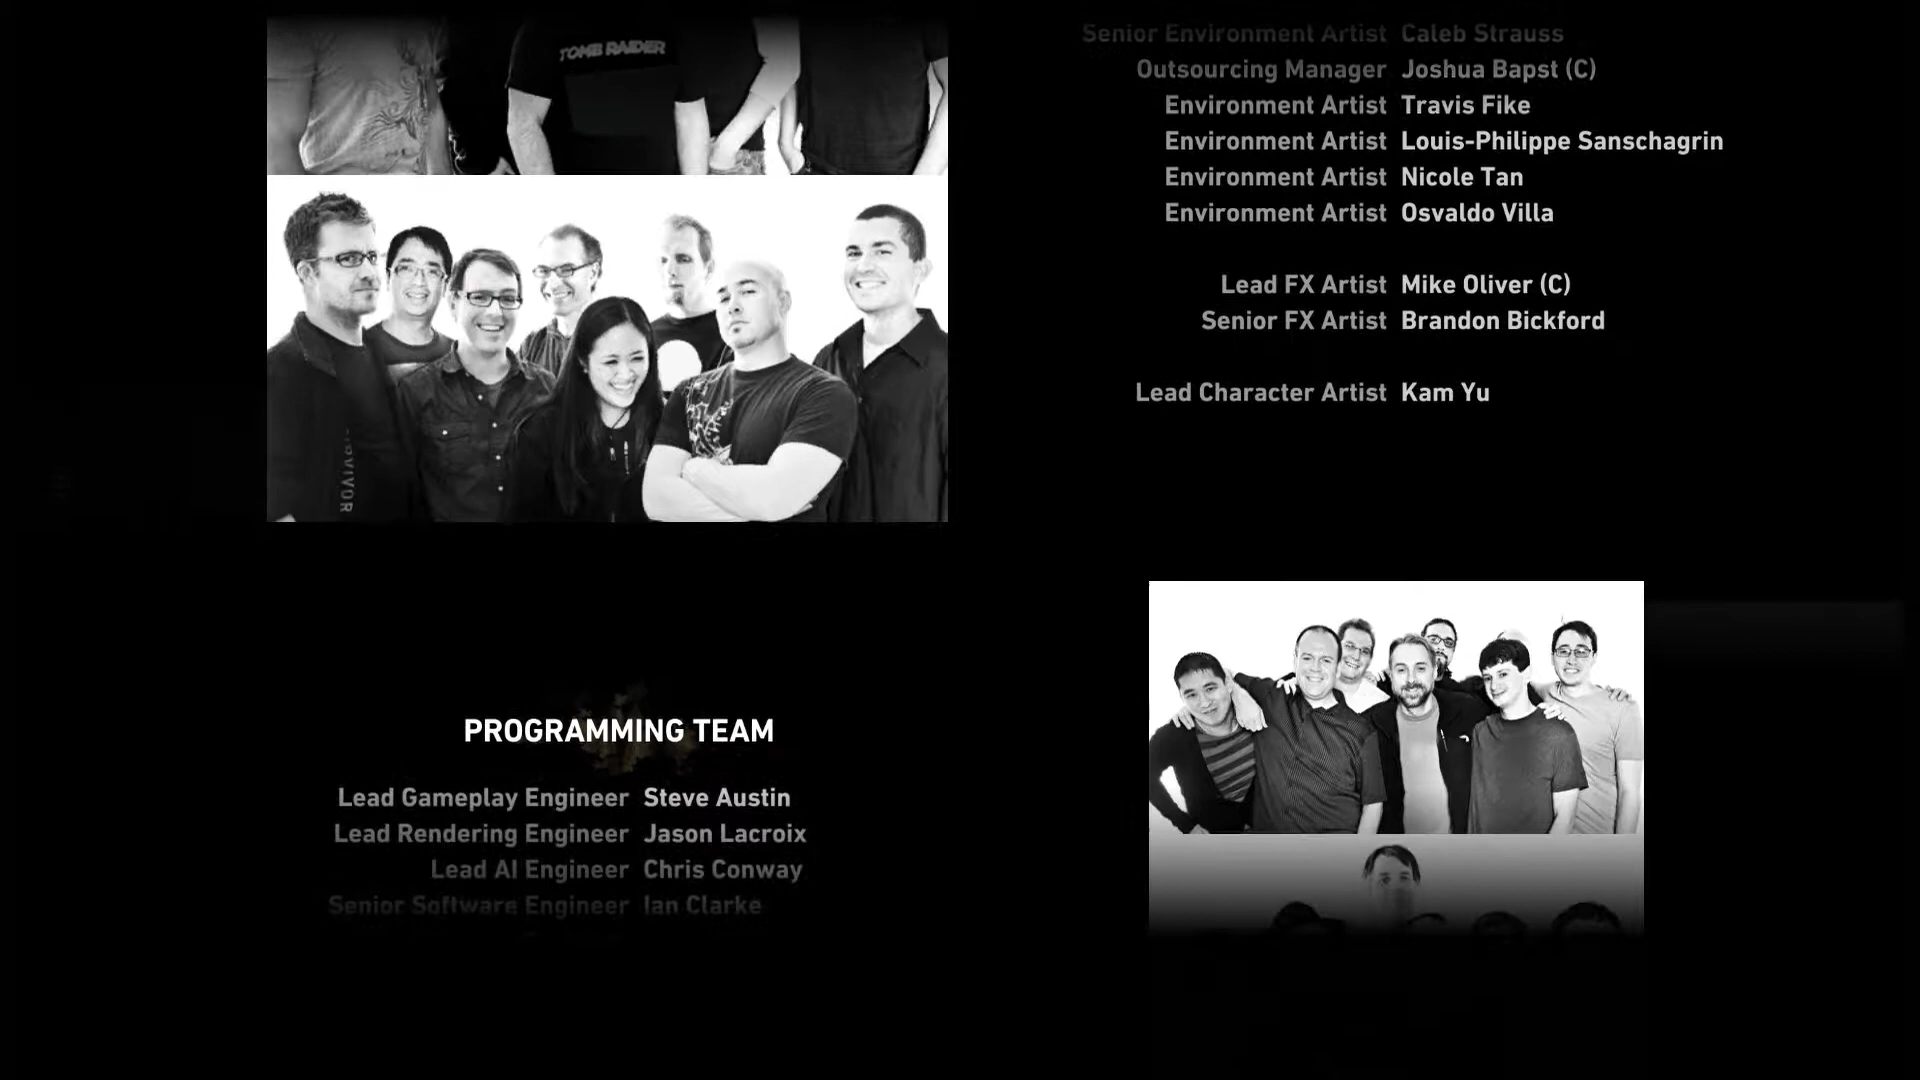 TOMB RAIDER
Senior Environment Artist Caleb Strauss
Outsourcing Manager Joshua Bapst (C)
Environment Artist Travis Fike
Environment Artist Louis-Philippe Sanschagrin
Environment Artist Nicole Tan
Environment Artist Osvaldo Villa
Lead FX Artist Mike Oliver (C)
Senior FX Artist Brandon Bickford
Lead Character Artist Kam Yu
PROGRAMMING TEAM
Lead Gameplay Engineer Steve Austin
Lead Rendering Engineer Jason Lacroix
Lead AI Engineer Chris Conway
Senior Software Engineer Ian Clarke